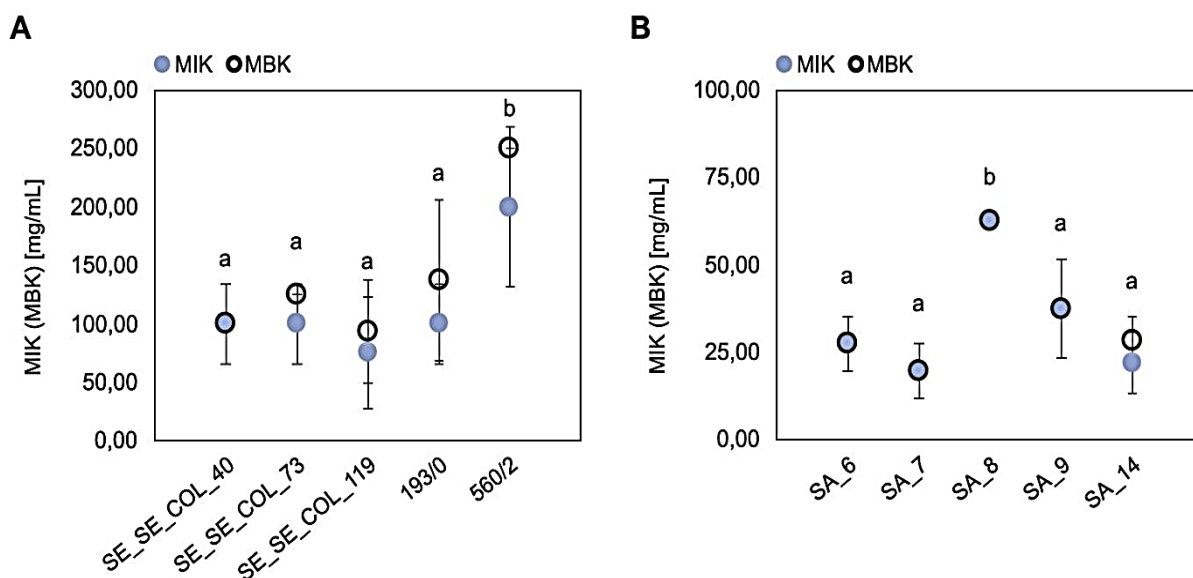 A
MIK MBK
MIK (MBK) [mg/mL]
300,00
250,00
200,00
150,00
100,00
50,00
0,00
a
a
a
a
b
SE_SE_COL_40
SE_SE_COL_73
SE_SE_COL_119
193/0
560/2
B
MIK MBK
MIK (MBK) [mg/mL]
100,00
75,00
50,00
25,00
0,00
a
a
b
a
a
SA_6
SA_7
SA_8
SA_9
SA_14